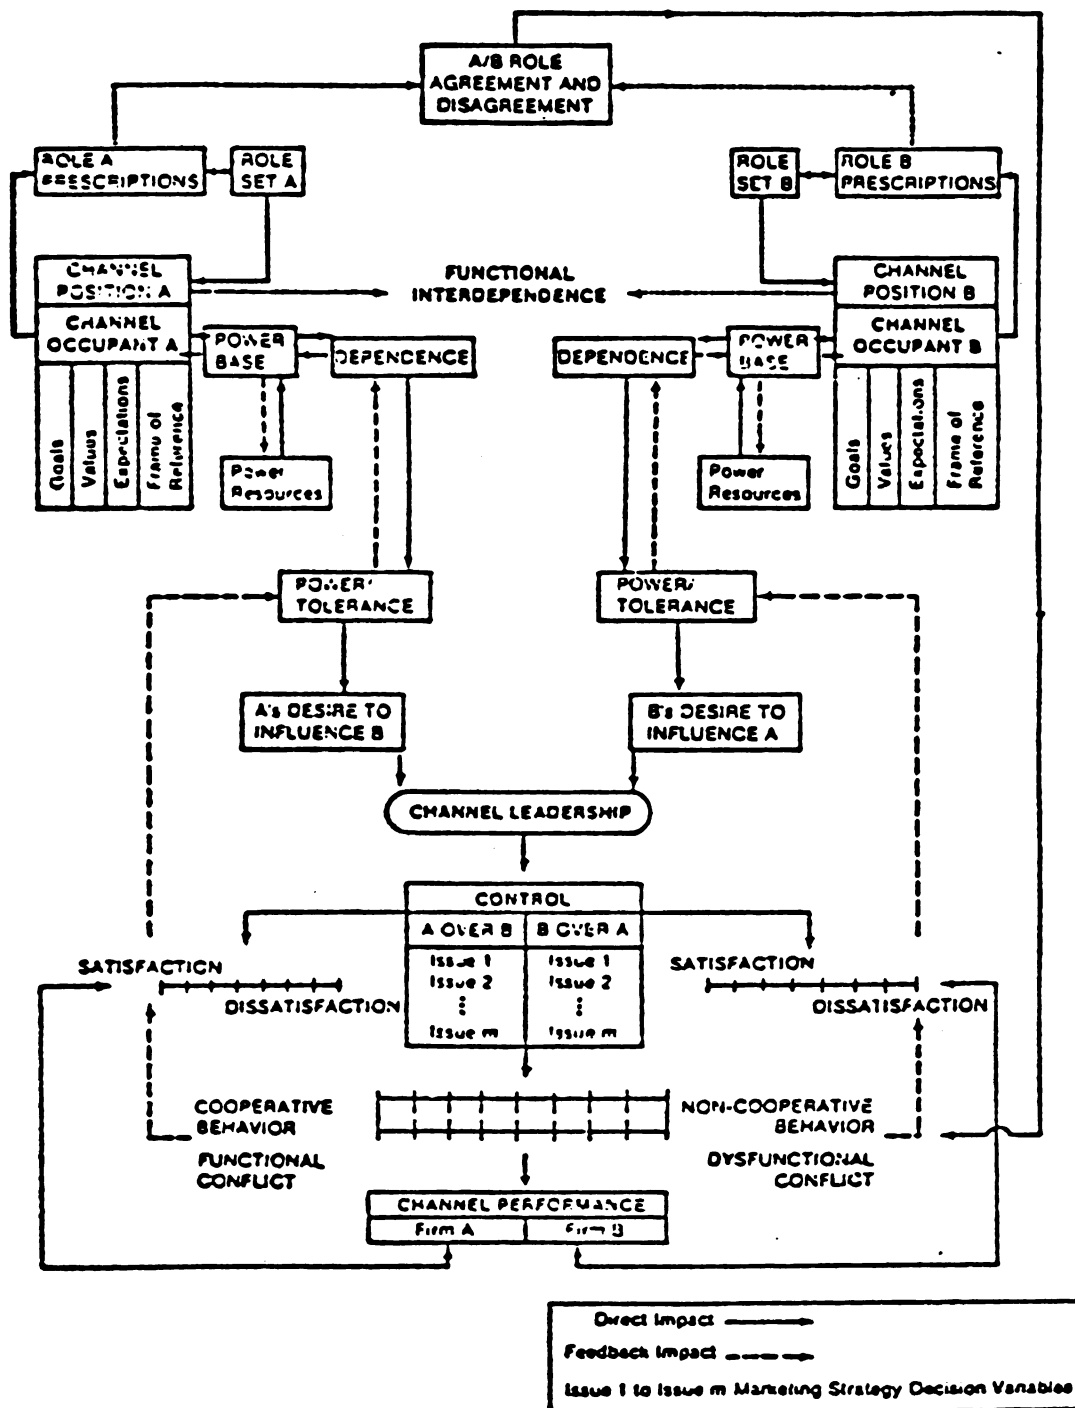 A/B ROLE
AGREEMENT AND
DISAGREEMENT
ROLE A
PRESCRIPTIONS
ROLE
SET A
ROLE
SET B
ROLE B
PRESCRIPTIONS
CHANNEL
POSITION A
FUNCTIONAL
INTERDEPENDENCE
CHANNEL
POSITION B
CHANNEL
OCCUPANT A
POWER
BASE
DEPENDENCE
DEPENDENCE
POWER
BASE
CHANNEL
OCCUPANT B
Goals
Values
Expectations
Frame of
Reference
Power
Resources
Power
Resources
Goals
Values
Expectations
Frame of
Reference
POWER/
TOLERANCE
POWER/
TOLERANCE
A's DESIRE TO
INFLUENCE B
B's DESIRE TO
INFLUENCE A
CHANNEL LEADERSHIP
CONTROL
A OVER B
B OVER A
Issue 1
Issue 2
Issue m
Issue 1
Issue 2
Issue m
SATISFACTION
DISSATISFACTION
SATISFACTION
DISSATISFACTION
COOPERATIVE
BEHAVIOR
NON-COOPERATIVE
BEHAVIOR
FUNCTIONAL
CONFLICT
DYSFUNCTIONAL
CONFLICT
CHANNEL PERFORMANCE
Firm A
Firm B
Direct Impact
Feedback Impact
Issue 1 to Issue m Marketing Strategy Decision Variables